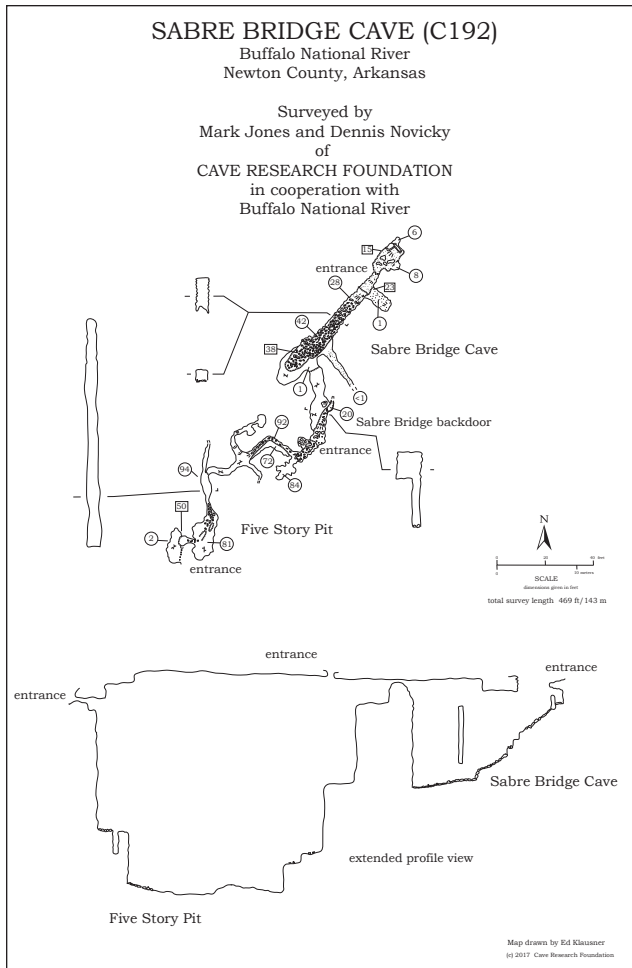 SABRE BRIDGE CAVE (C192)
Buffalo National River
Newton County, Arkansas
Surveyed by
Mark Jones and Dennis Novicky
of
CAVE RESEARCH FOUNDATION
in cooperation with
Buffalo National River
6
15
entrance
8
28
23
1
42
38
Sabre Bridge Cave
1
<1
20
Sabre Bridge backdoor
92
entrance
72
84
94
50
Five Story Pit
2
81
entrance
N
SCALE
dimensions given in feet
total survey length 469 ft/143 m
entrance
entrance
entrance
Sabre Bridge Cave
extended profile view
Five Story Pit
Map drawn by Ed Klausner
(c) 2017 Cave Research Foundation